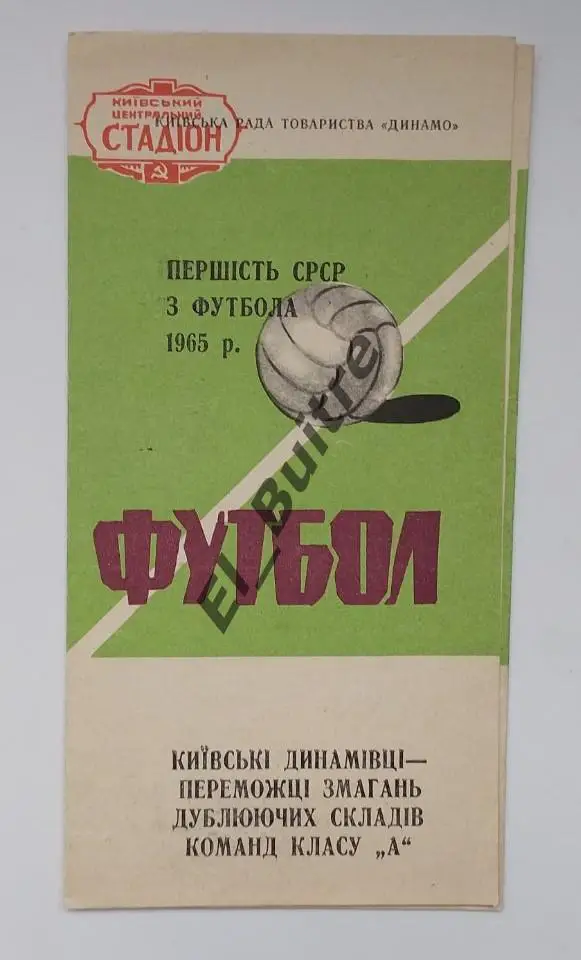 КИЇВСЬКИЙ
ЦЕНТРАЛЬНИЙ
СТАДІОН
КИЇВСЬКА РАДА ТОВАРИСТВА «ДИНАМО»
ПЕРШІСТЬ СРСР
З ФУТБОЛА
1965 р.
El_Buitre
ФУТБОЛ
КИЇВСЬКІ ДИНАМІВЦІ—
ПЕРЕМОЖЦІ ЗМАГАНЬ
ДУБЛЮЮЧИХ СКЛАДІВ
КОМАНД КЛАСУ „А“